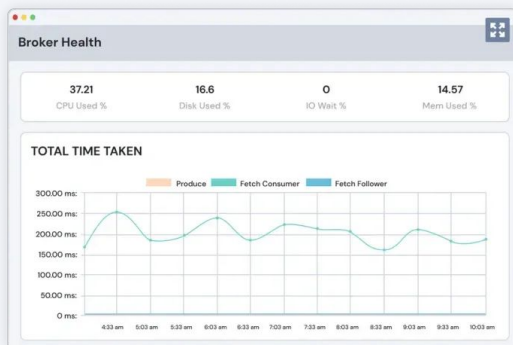 Broker Health
37.21 16.6 0 14.57
CPU Used % Disk Used % IO Wait % Mem Used %
TOTAL TIME TAKEN
Produce Fetch Consumer Fetch Follower
300.00 ms:
250.00 ms:
200.00 ms:
150.00 ms:
100.00 ms:
50.00 ms:
0 ms:
4:33 am 5:03 am 5:33 am 6:03 am 6:33 am 7:03 am 7:33 am 8:03 am 8:33 am 9:03 am 9:33 am 10:03 am